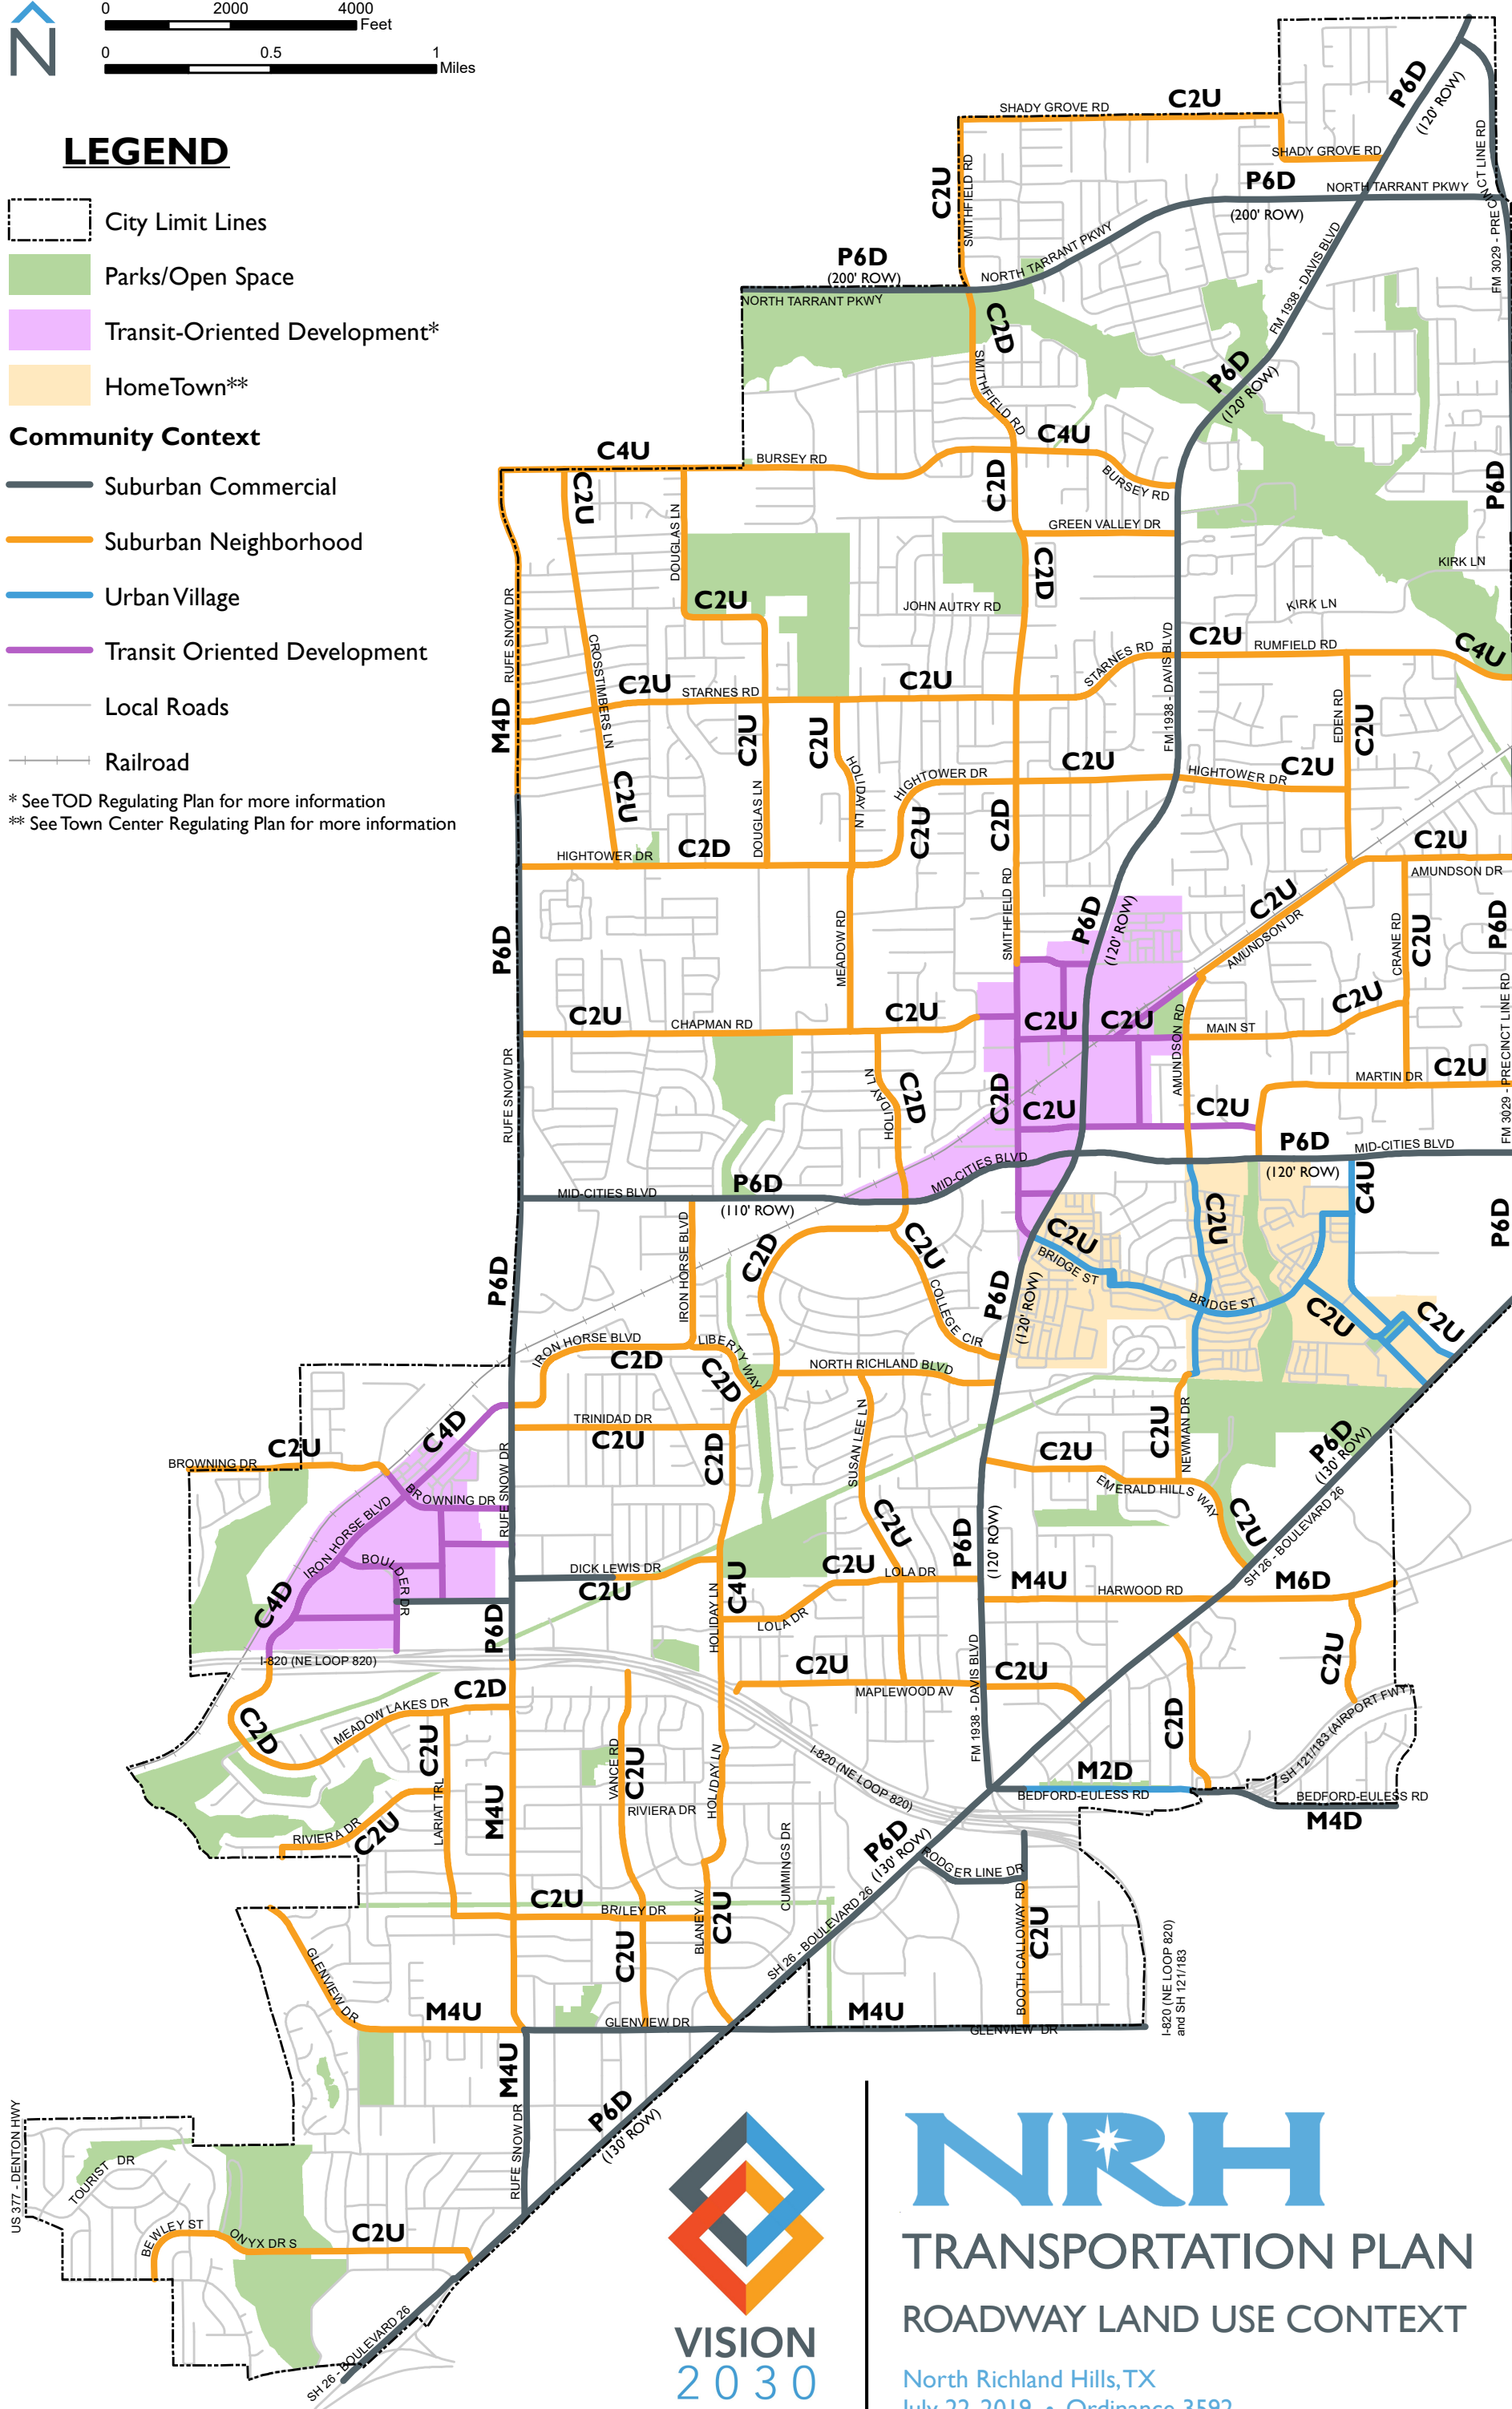 0 2000 4000
Feet
0 0.5 1
Miles
N
LEGEND
City Limit Lines
Parks/Open Space
Transit-Oriented Development*
HomeTown**
Community Context
Suburban Commercial
Suburban Neighborhood
Urban Village
Transit Oriented Development
Local Roads
Railroad
* See TOD Regulating Plan for more information
** See Town Center Regulating Plan for more information
SHADY GROVE RD
C2U
P6D
(120' ROW)
SHADY GROVE RD
C2U
SMITHFIELD RD
P6D
NORTH TARRANT PKWY
(200' ROW)
FM 3029 - PRECINCT LINE RD
P6D
(200' ROW)
NORTH TARRANT PKWY
NORTH TARRANT PKWY
FM 1938 - DAVIS BLVD
C2D
SMITHFIELD RD
P6D
(120' ROW)
C4U
BURSEY RD
C4U
BURSEY RD
C2U
C2D
P6D
DOUGLAS LN
GREEN VALLEY DR
C2D
KIRK LN
RUFE SNOW DR
C2U
JOHN AUTRY RD
KIRK LN
CROSSTIMBERS LN
C2U
RUMFIELD RD
C4U
STARNES RD
FM 1938 - DAVIS BLVD
C2U
STARNES RD
C2U
M4D
C2U
C2U
EDEN RD
C2U
HOLIDAY LN
HIGHTOWER DR
C2U
HIGHTOWER DR
C2U
C2U
DOUGLAS LN
C2U
C2D
HIGHTOWER DR
C2D
C2U
AMUNDSON DR
SMITHFIELD RD
P6D
(120' ROW)
C2U
AMUNDSON DR
CRANE RD
C2U
P6D
P6D
MEADOW RD
C2U
CHAPMAN RD
C2U
C2U
C2U
MAIN ST
C2U
AMUNDSON RD
FM 3029 - PRECINCT LINE RD
RUFE SNOW DR
HOLIDAY LN
C2D
C2D
C2U
C2U
MARTIN DR
C2U
P6D
MID-CITIES BLVD
(120' ROW)
MID-CITIES BLVD
P6D
(110' ROW)
MID-CITIES BLVD
C4U
P6D
IRON HORSE BLVD
C2D
C2U
C2U
BRIDGE ST
C2U
BRIDGE ST
C2U
C2U
P6D
COLLEGE CIR
P6D
(120' ROW)
IRON HORSE BLVD
C2D
LIBERTY WAY
C2D
NORTH RICHLAND BLVD
TRINIDAD DR
C2U
C2D
SUSAN LEE LN
C2U
C2U
NEWMAN DR
P6D
(130' ROW)
C4D
C2U
BROWNING DR
BROWNING DR
RUFE SNOW DR
IRON HORSE BLVD
EMERALD HILLS WAY
C2U
C2U
P6D
(120' ROW)
SH 26 - BOULEVARD 26
BOULDER DR
DICK LEWIS DR
C2U
C2U
LOLA DR
M4U
HARWOOD RD
M6D
C4D
C4U
HOLIDAY LN
LOLA DR
P6D
I-820 (NE LOOP 820)
C2U
MAPLEWOOD AV
C2U
C2U
C2D
MEADOW LAKES DR
C2D
C2U
FM 1938 - DAVIS BLVD
C2D
SH 121/183 (AIRPORT FWY)
VANCE RD
C2U
HOLIDAY LN
I-820 (NE LOOP 820)
M2D
BEDFORD-EULESS RD
BEDFORD-EULESS RD
M4D
LARIAT TRL
M4U
RIVIERA DR
RIVIERA DR
C2U
CUMMINGS DR
P6D
(130' ROW)
RODGER LINE DR
C2U
BRILEY DR
BLANEY AV
C2U
C2U
SH 26 - BOULEVARD 26
BOOTH CALLOWAY RD
C2U
GLENVIEW DR
M4U
GLENVIEW DR
M4U
GLENVIEW DR
I-820 (NE LOOP 820)
and SH 121/183
M4U
RUFE SNOW DR
P6D
(130' ROW)
US 377 - DENTON HWY
TOURIST DR
BEWLEY ST
ONYX DR S
C2U
SH 26 - BOULEVARD 26
VISION
2030
NRH
TRANSPORTATION PLAN
ROADWAY LAND USE CONTEXT
North Richland Hills, TX
July 22, 2019 • Ordinance 3592